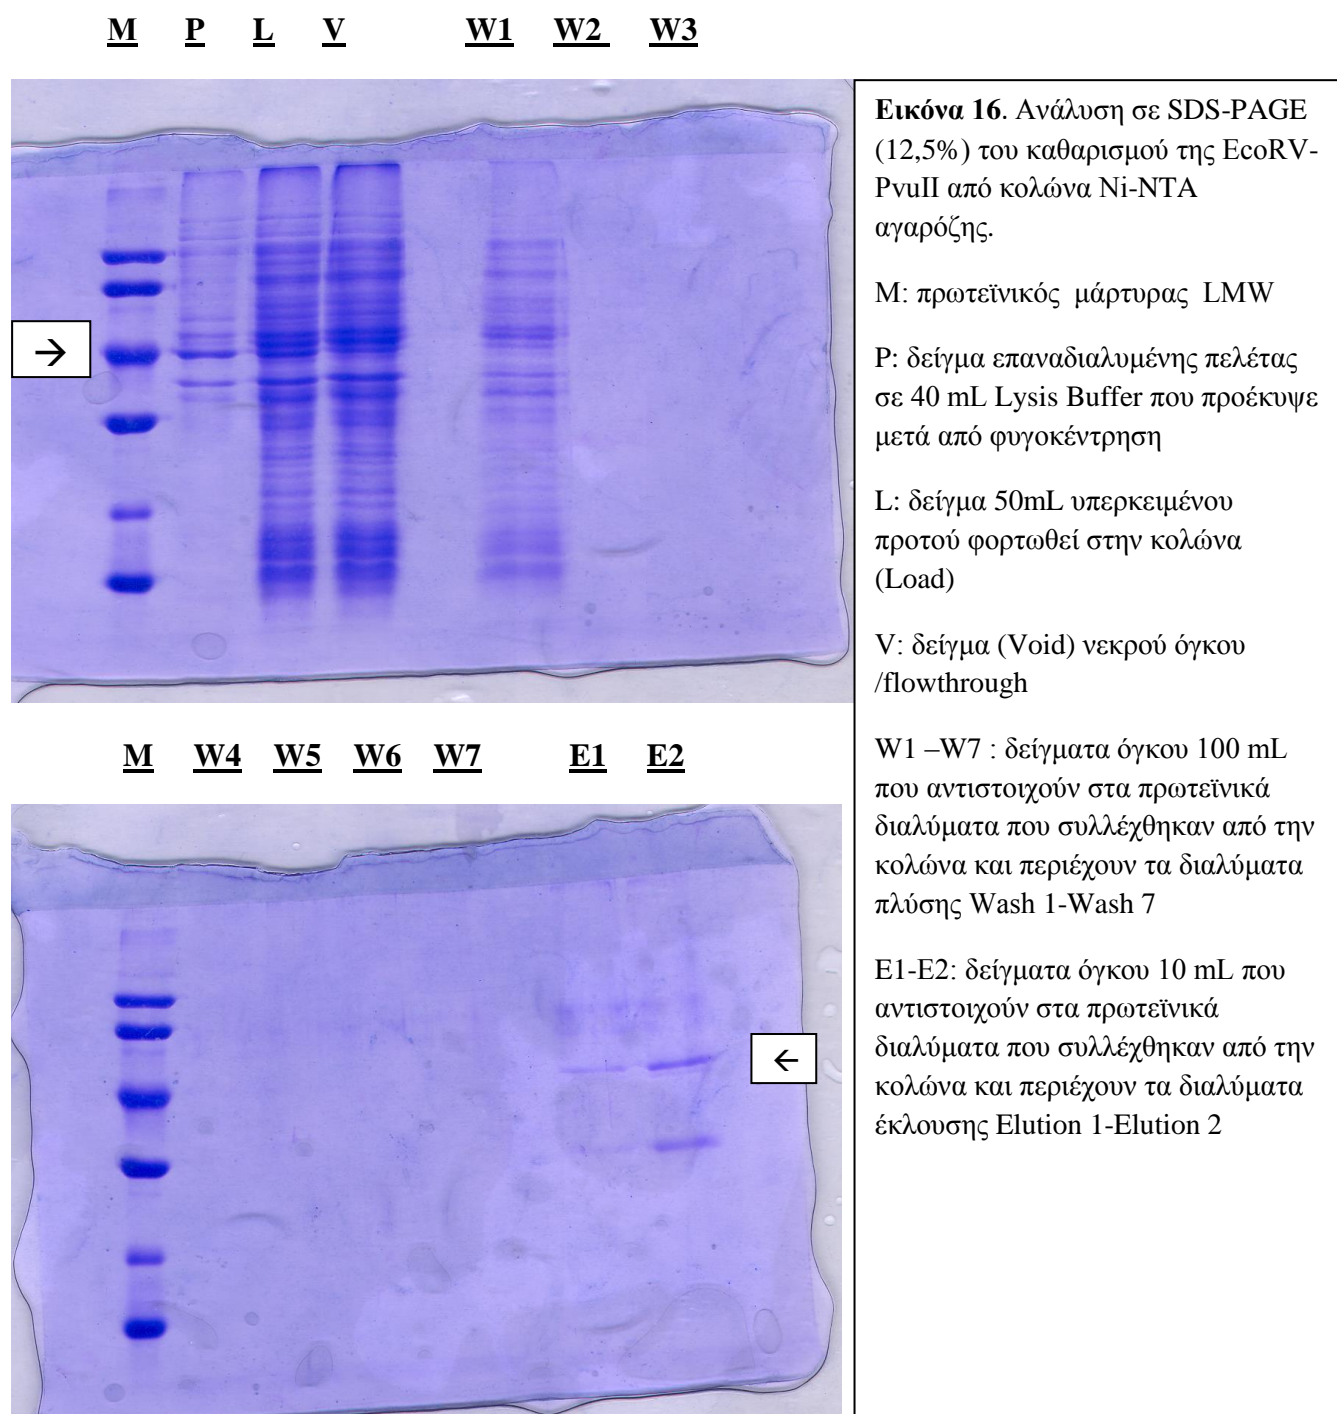 M P L V W1 W2 W3
→
M W4 W5 W6 W7 E1 E2
←
Εικόνα 16. Ανάλυση σε SDS-PAGE
(12,5%) του καθαρισμού της EcoRV-
PvuII από κολώνα Ni-NTA
αγαρόζης.
M: πρωτεϊνικός μάρτυρας LMW
P: δείγμα επαναδιαλυμένης πελέτας
σε 40 mL Lysis Buffer που προέκυψε
μετά από φυγοκέντρηση
L: δείγμα 50mL υπερκειμένου
προτού φορτωθεί στην κολώνα
(Load)
V: δείγμα (Void) νεκρού όγκου
/flowthrough
W1 –W7 : δείγματα όγκου 100 mL
που αντιστοιχούν στα πρωτεϊνικά
διαλύματα που συλλέχθηκαν από την
κολώνα και περιέχουν τα διαλύματα
πλύσης Wash 1-Wash 7
E1-E2: δείγματα όγκου 10 mL που
αντιστοιχούν στα πρωτεϊνικά
διαλύματα που συλλέχθηκαν από την
κολώνα και περιέχουν τα διαλύματα
έκλουσης Elution 1-Elution 2